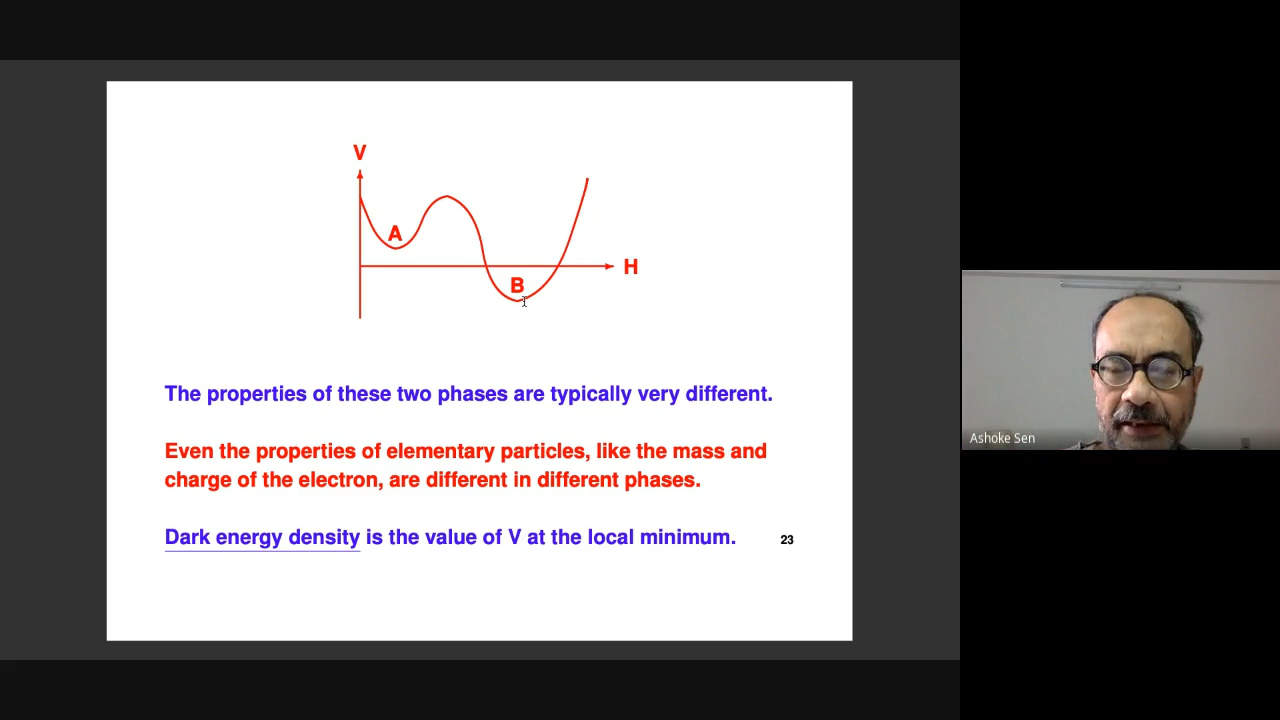 V
A
H
B
The properties of these two phases are typically very different.
Even the properties of elementary particles, like the mass and
charge of the electron, are different in different phases.
Dark energy density is the value of V at the local minimum.
23
Ashoke Sen